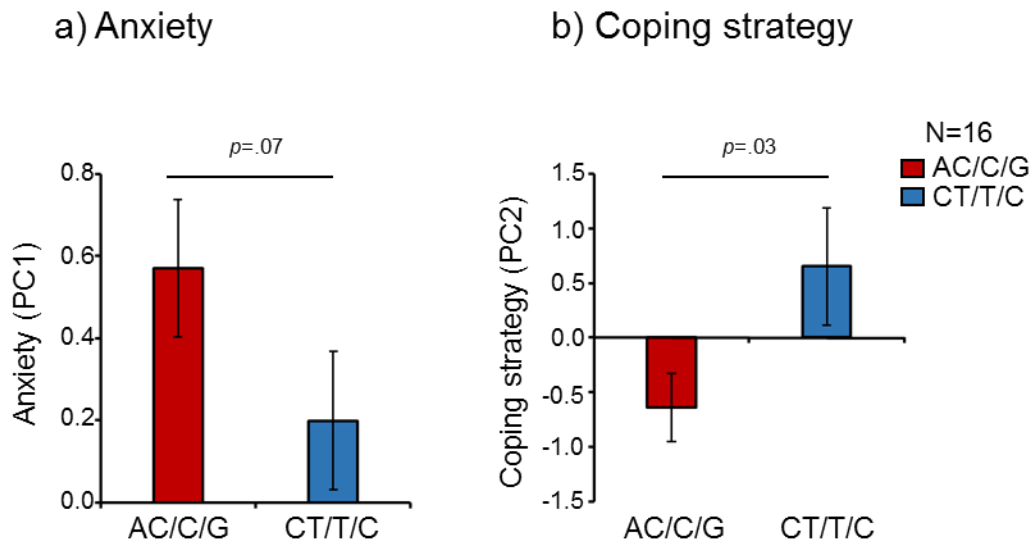 a) Anxiety
p=.07
0.8
0.6
0.4
0.2
0.0
Anxiety (PC1)
AC/C/G
CT/T/C
b) Coping strategy
p=.03
N=16
AC/C/G
CT/T/C
1.5
1.0
0.5
0.0
-0.5
-1.0
-1.5
Coping strategy (PC2)
AC/C/G
CT/T/C